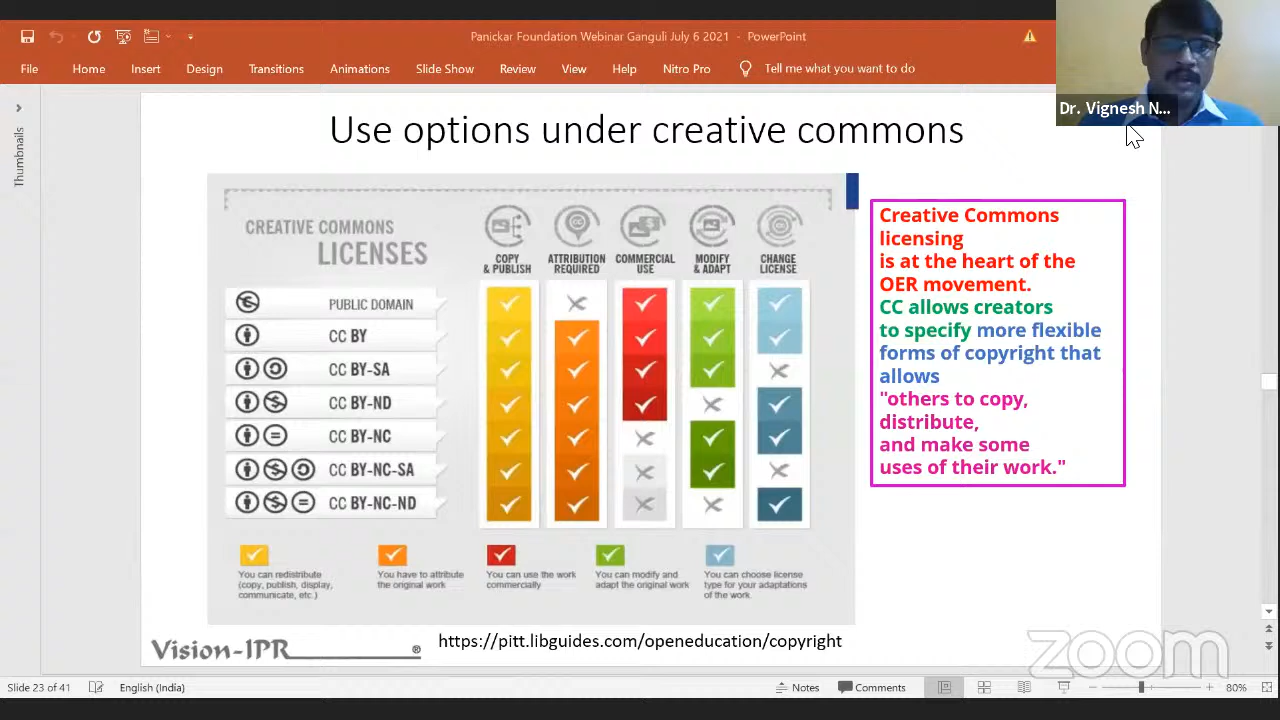 Panickar Foundation Webinar Ganguli July 6 2021 - PowerPoint
File Home Insert Design Transitions Animations Slide Show Review View Help Nitro Pro Tell me what you want to do
Dr. Vignesh N...
Thumbnails
Use options under creative commons
CREATIVE COMMONS
LICENSES
COPY
& PUBLISH
ATTRIBUTION
REQUIRED
COMMERCIAL
USE
MODIFY
& ADAPT
CHANGE
LICENSE
PUBLIC DOMAIN
CC BY
CC BY-SA
CC BY-ND
CC BY-NC
CC BY-NC-SA
CC BY-NC-ND
You can redistribute
(copy, publish, display,
communicate, etc.)
You have to attribute
the original work
You can use the work
commercially
You can modify and
adapt the original work
You can choose license
type for your adaptations
of the work.
Creative Commons
licensing
is at the heart of the
OER movement.
CC allows creators
to specify more flexible
forms of copyright that
allows
"others to copy,
distribute,
and make some
uses of their work."
Vision-IPR ®
https://pitt.libguides.com/openeducation/copyright
zoom
Slide 23 of 41 English (India) Notes Comments 80%